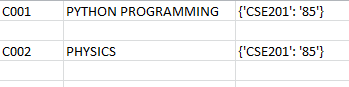 C001 PYTHON PROGRAMMING {'CSE201': '85'}
C002 PHYSICS {'CSE201': '85'}